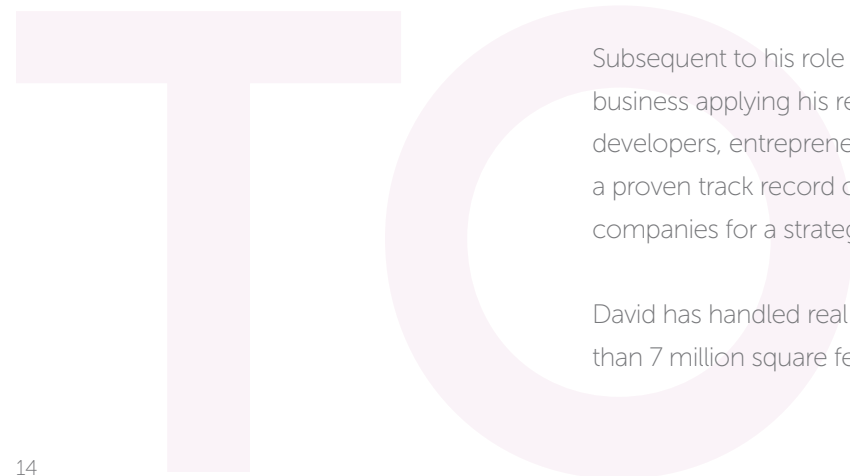 TO
Subsequent to his role
business applying his re
developers, entreprene
a proven track record o
companies for a strateg
David has handled real
than 7 million square fe
14